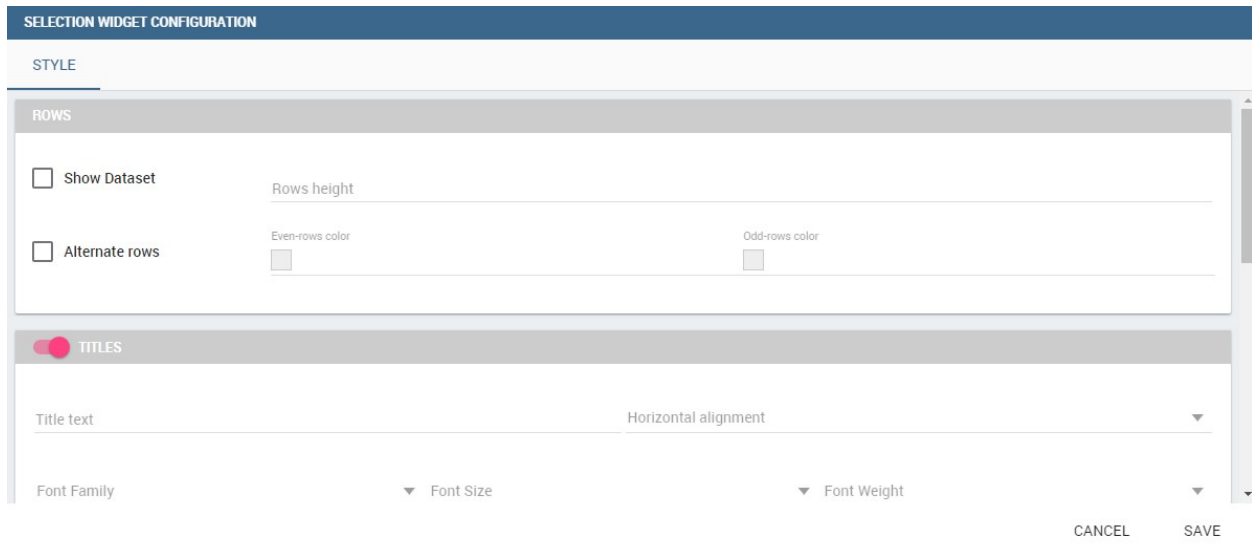 SELECTION WIDGET CONFIGURATION
STYLE
ROWS
Show Dataset
Rows height
Even-rows color Odd-rows color
Alternate rows
TITLES
Title text Horizontal alignment
Font Family Font Size Font Weight
CANCEL SAVE